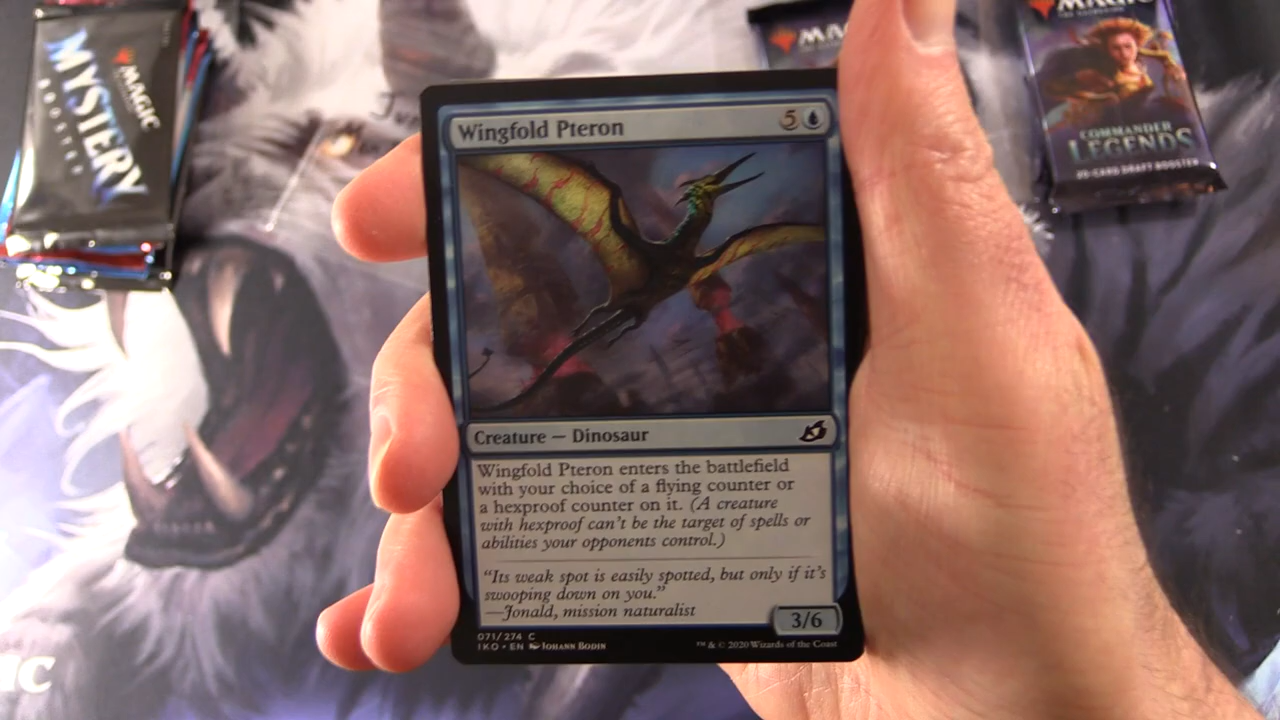 MAGIC
MYSTERY
BOOSTER
MA
MAGIC
COMMANDER
LEGENDS
20-CARD DRAFT BOOSTER
Wingfold Pteron
5
Creature — Dinosaur
Wingfold Pteron enters the battlefield
with your choice of a flying counter or
a hexproof counter on it. (A creature
with hexproof can't be the target of spells or
abilities your opponents control.)
"Its weak spot is easily spotted, but only if it's
swooping down on you."
—Jonald, mission naturalist
3/6
071/274 C
IKO • EN Johann Bodin
™ & © 2020 Wizards of the Coast
IC